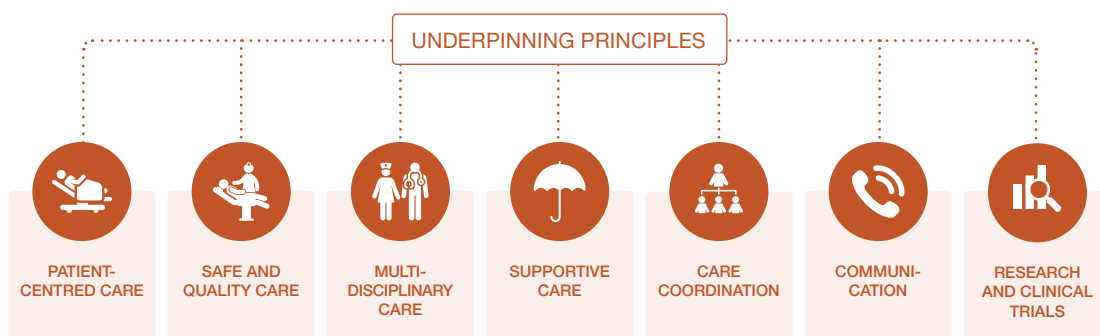 UNDERPINNING PRINCIPLES
PATIENT-
CENTRED CARE
SAFE AND
QUALITY CARE
MULTI-
DISCIPLINARY
CARE
SUPPORTIVE
CARE
CARE
COORDINATION
COMMUNI-
CATION
RESEARCH
AND CLINICAL
TRIALS